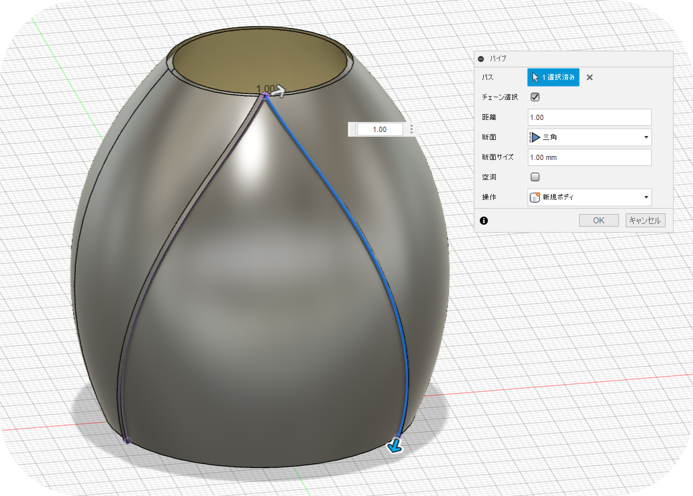 1.00
1.00
パイプ
パス 1 選択済み
チェーン選択
距離 1.00
断面 三角
断面サイズ 1.00 mm
空洞
操作 新規ボディ
OK キャンセル